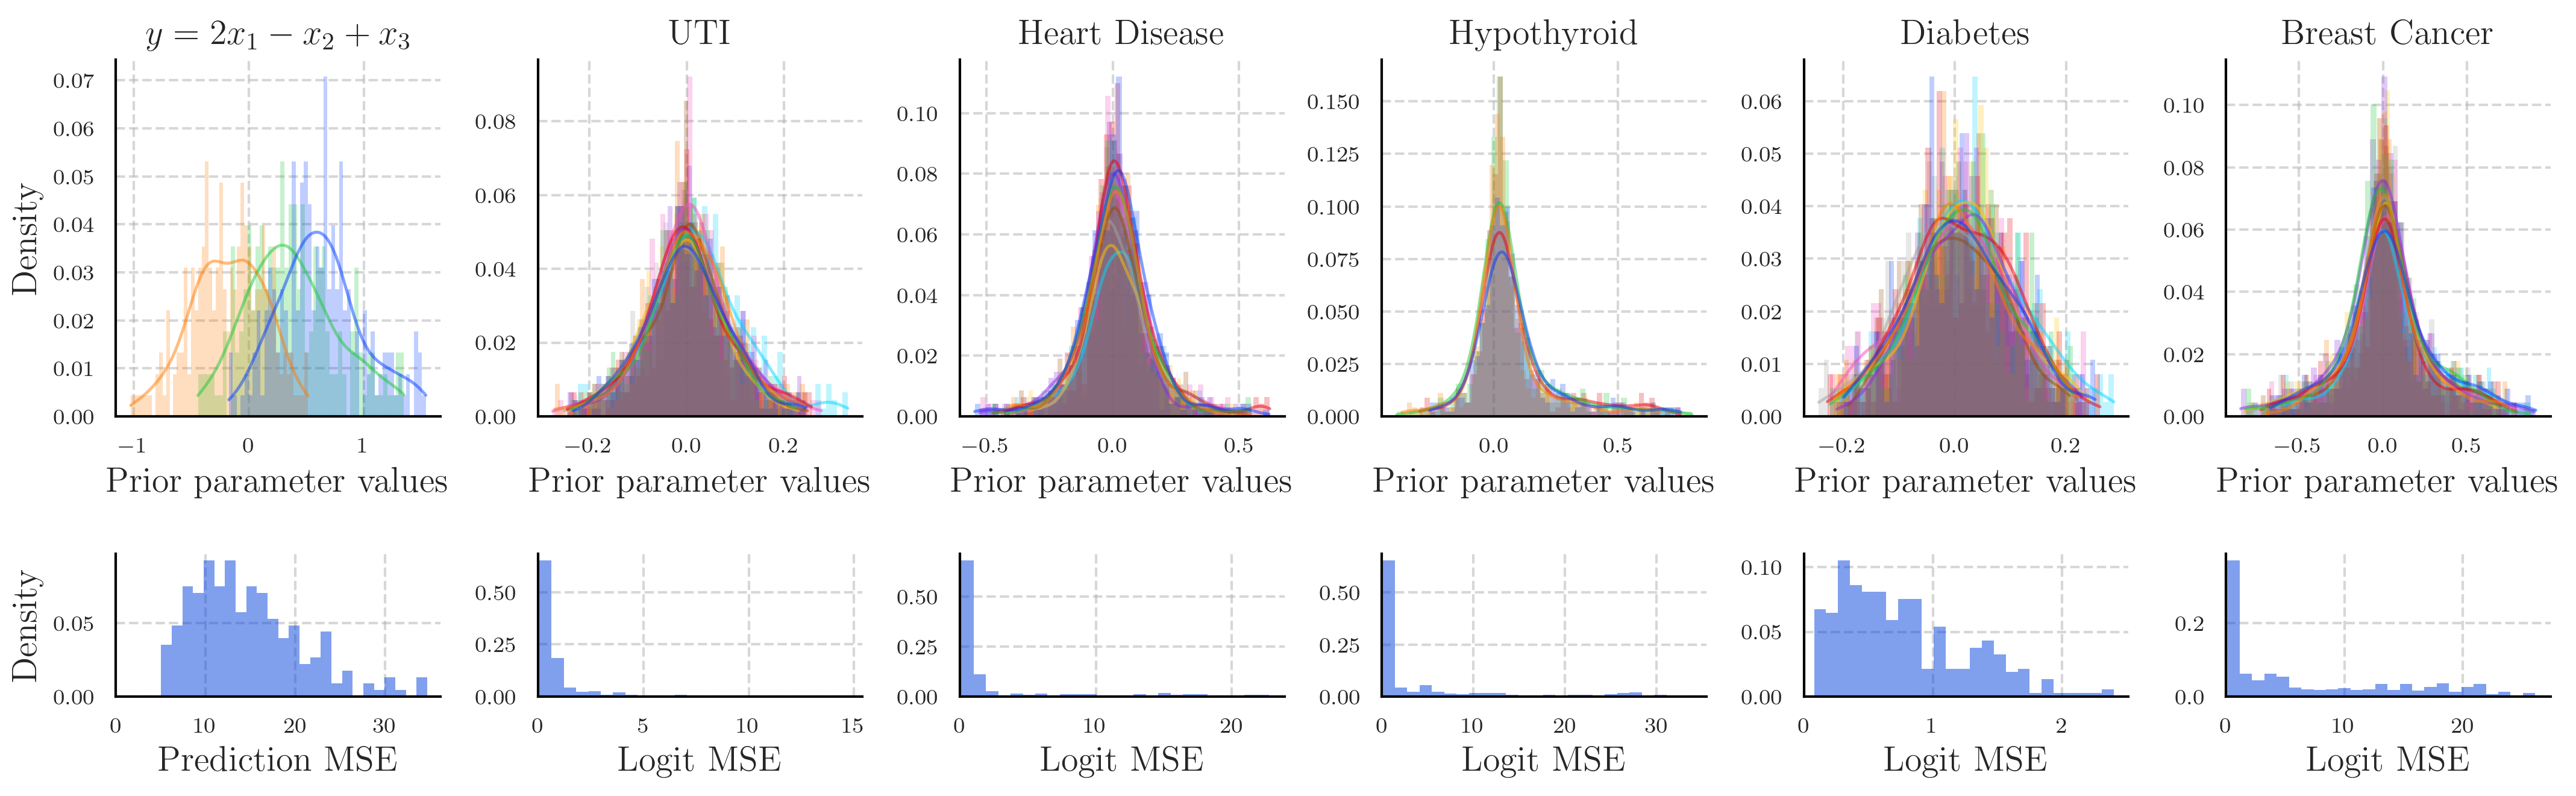 y = 2x₁ − x₂ + x₃
UTI
Heart Disease
Hypothyroid
Diabetes
Breast Cancer
Density
0.07
0.06
0.05
0.04
0.03
0.02
0.01
0.00
−1 0 1
Prior parameter values
0.08
0.06
0.04
0.02
0.00
−0.2 0.0 0.2
Prior parameter values
0.10
0.08
0.06
0.04
0.02
0.00
−0.5 0.0 0.5
Prior parameter values
0.150
0.125
0.100
0.075
0.050
0.025
0.000
0.0 0.5
Prior parameter values
0.06
0.05
0.04
0.03
0.02
0.01
0.00
−0.2 0.0 0.2
Prior parameter values
0.10
0.08
0.06
0.04
0.02
0.00
−0.5 0.0 0.5
Prior parameter values
Density
0.05
0.00
0 10 20 30
Prediction MSE
0.50
0.25
0.00
0 5 10 15
Logit MSE
0.50
0.25
0.00
0 10 20
Logit MSE
0.50
0.25
0.00
0 10 20 30
Logit MSE
0.10
0.05
0.00
0 1 2
Logit MSE
0.2
0.0
0 10 20
Logit MSE